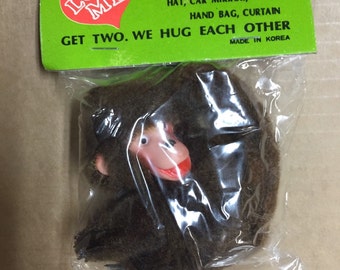 HAT, CAR MIRROR,
HAND BAG, CURTAIN
GET TWO. WE HUG EACH OTHER
MADE IN KOREA